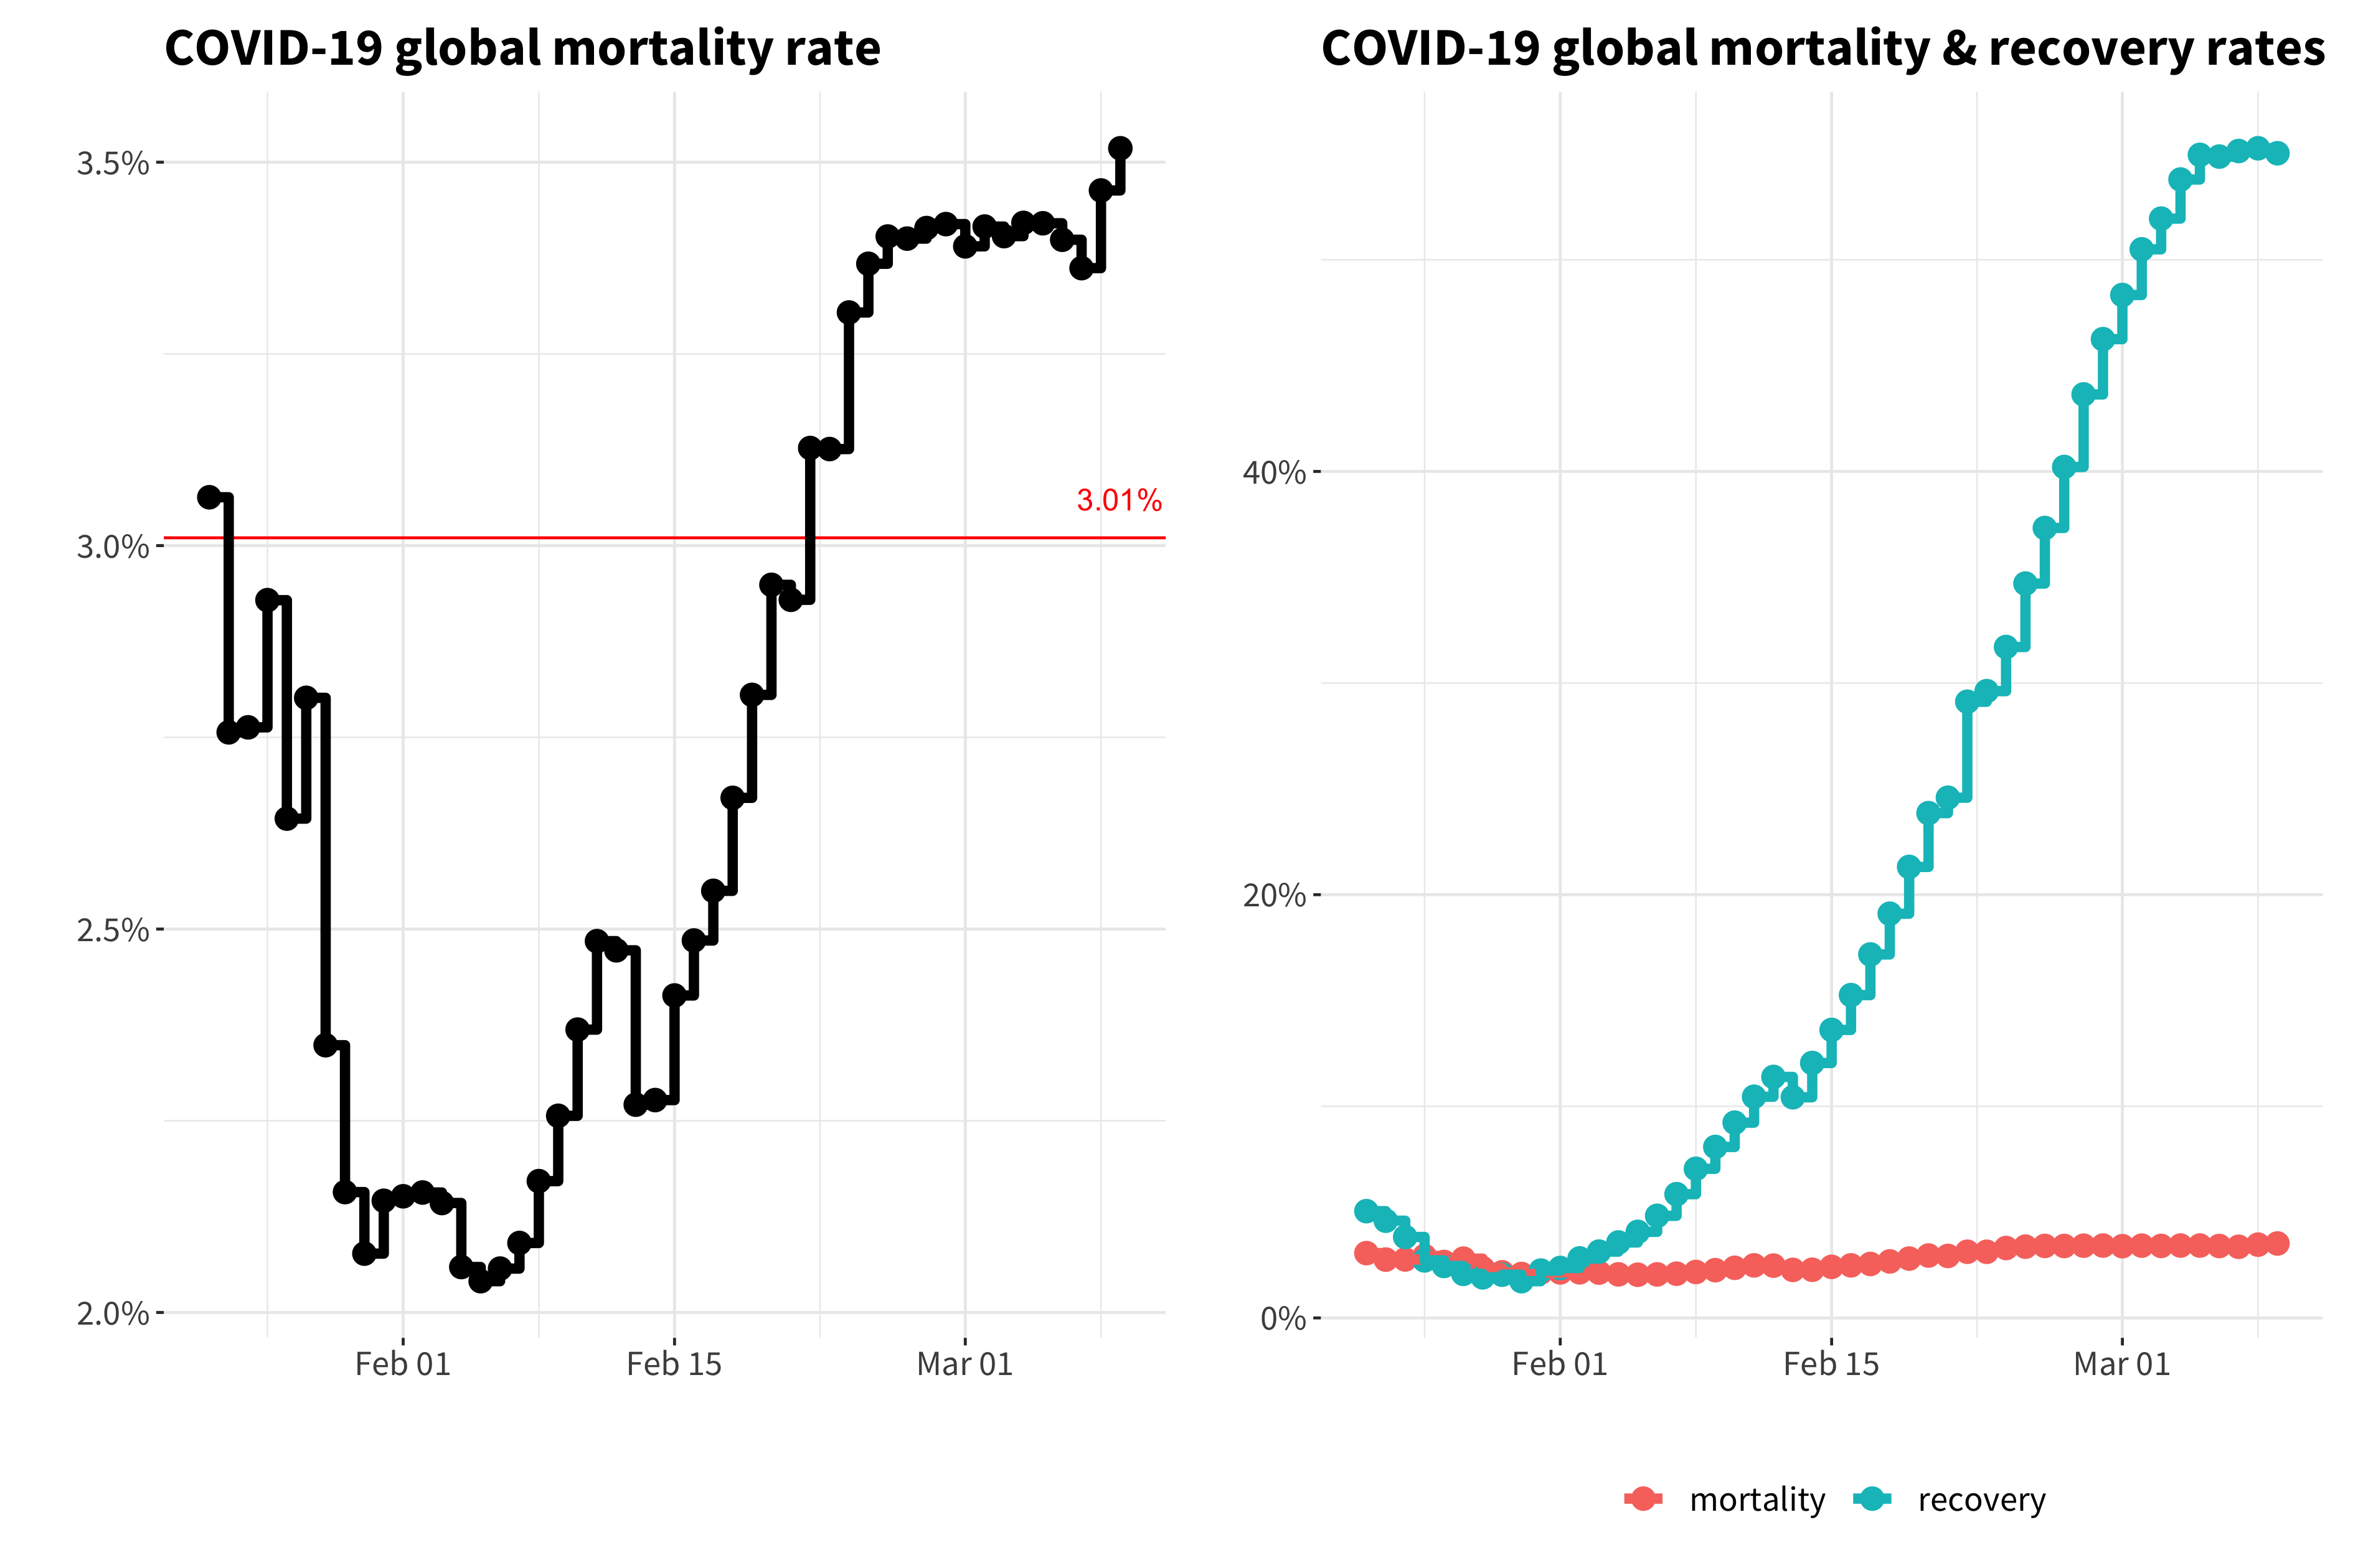 COVID-19 global mortality rate
3.5%
3.0%
2.5%
2.0%
3.01%
Feb 01
Feb 15
Mar 01
COVID-19 global mortality & recovery rates
40%
20%
0%
Feb 01
Feb 15
Mar 01
mortality
recovery